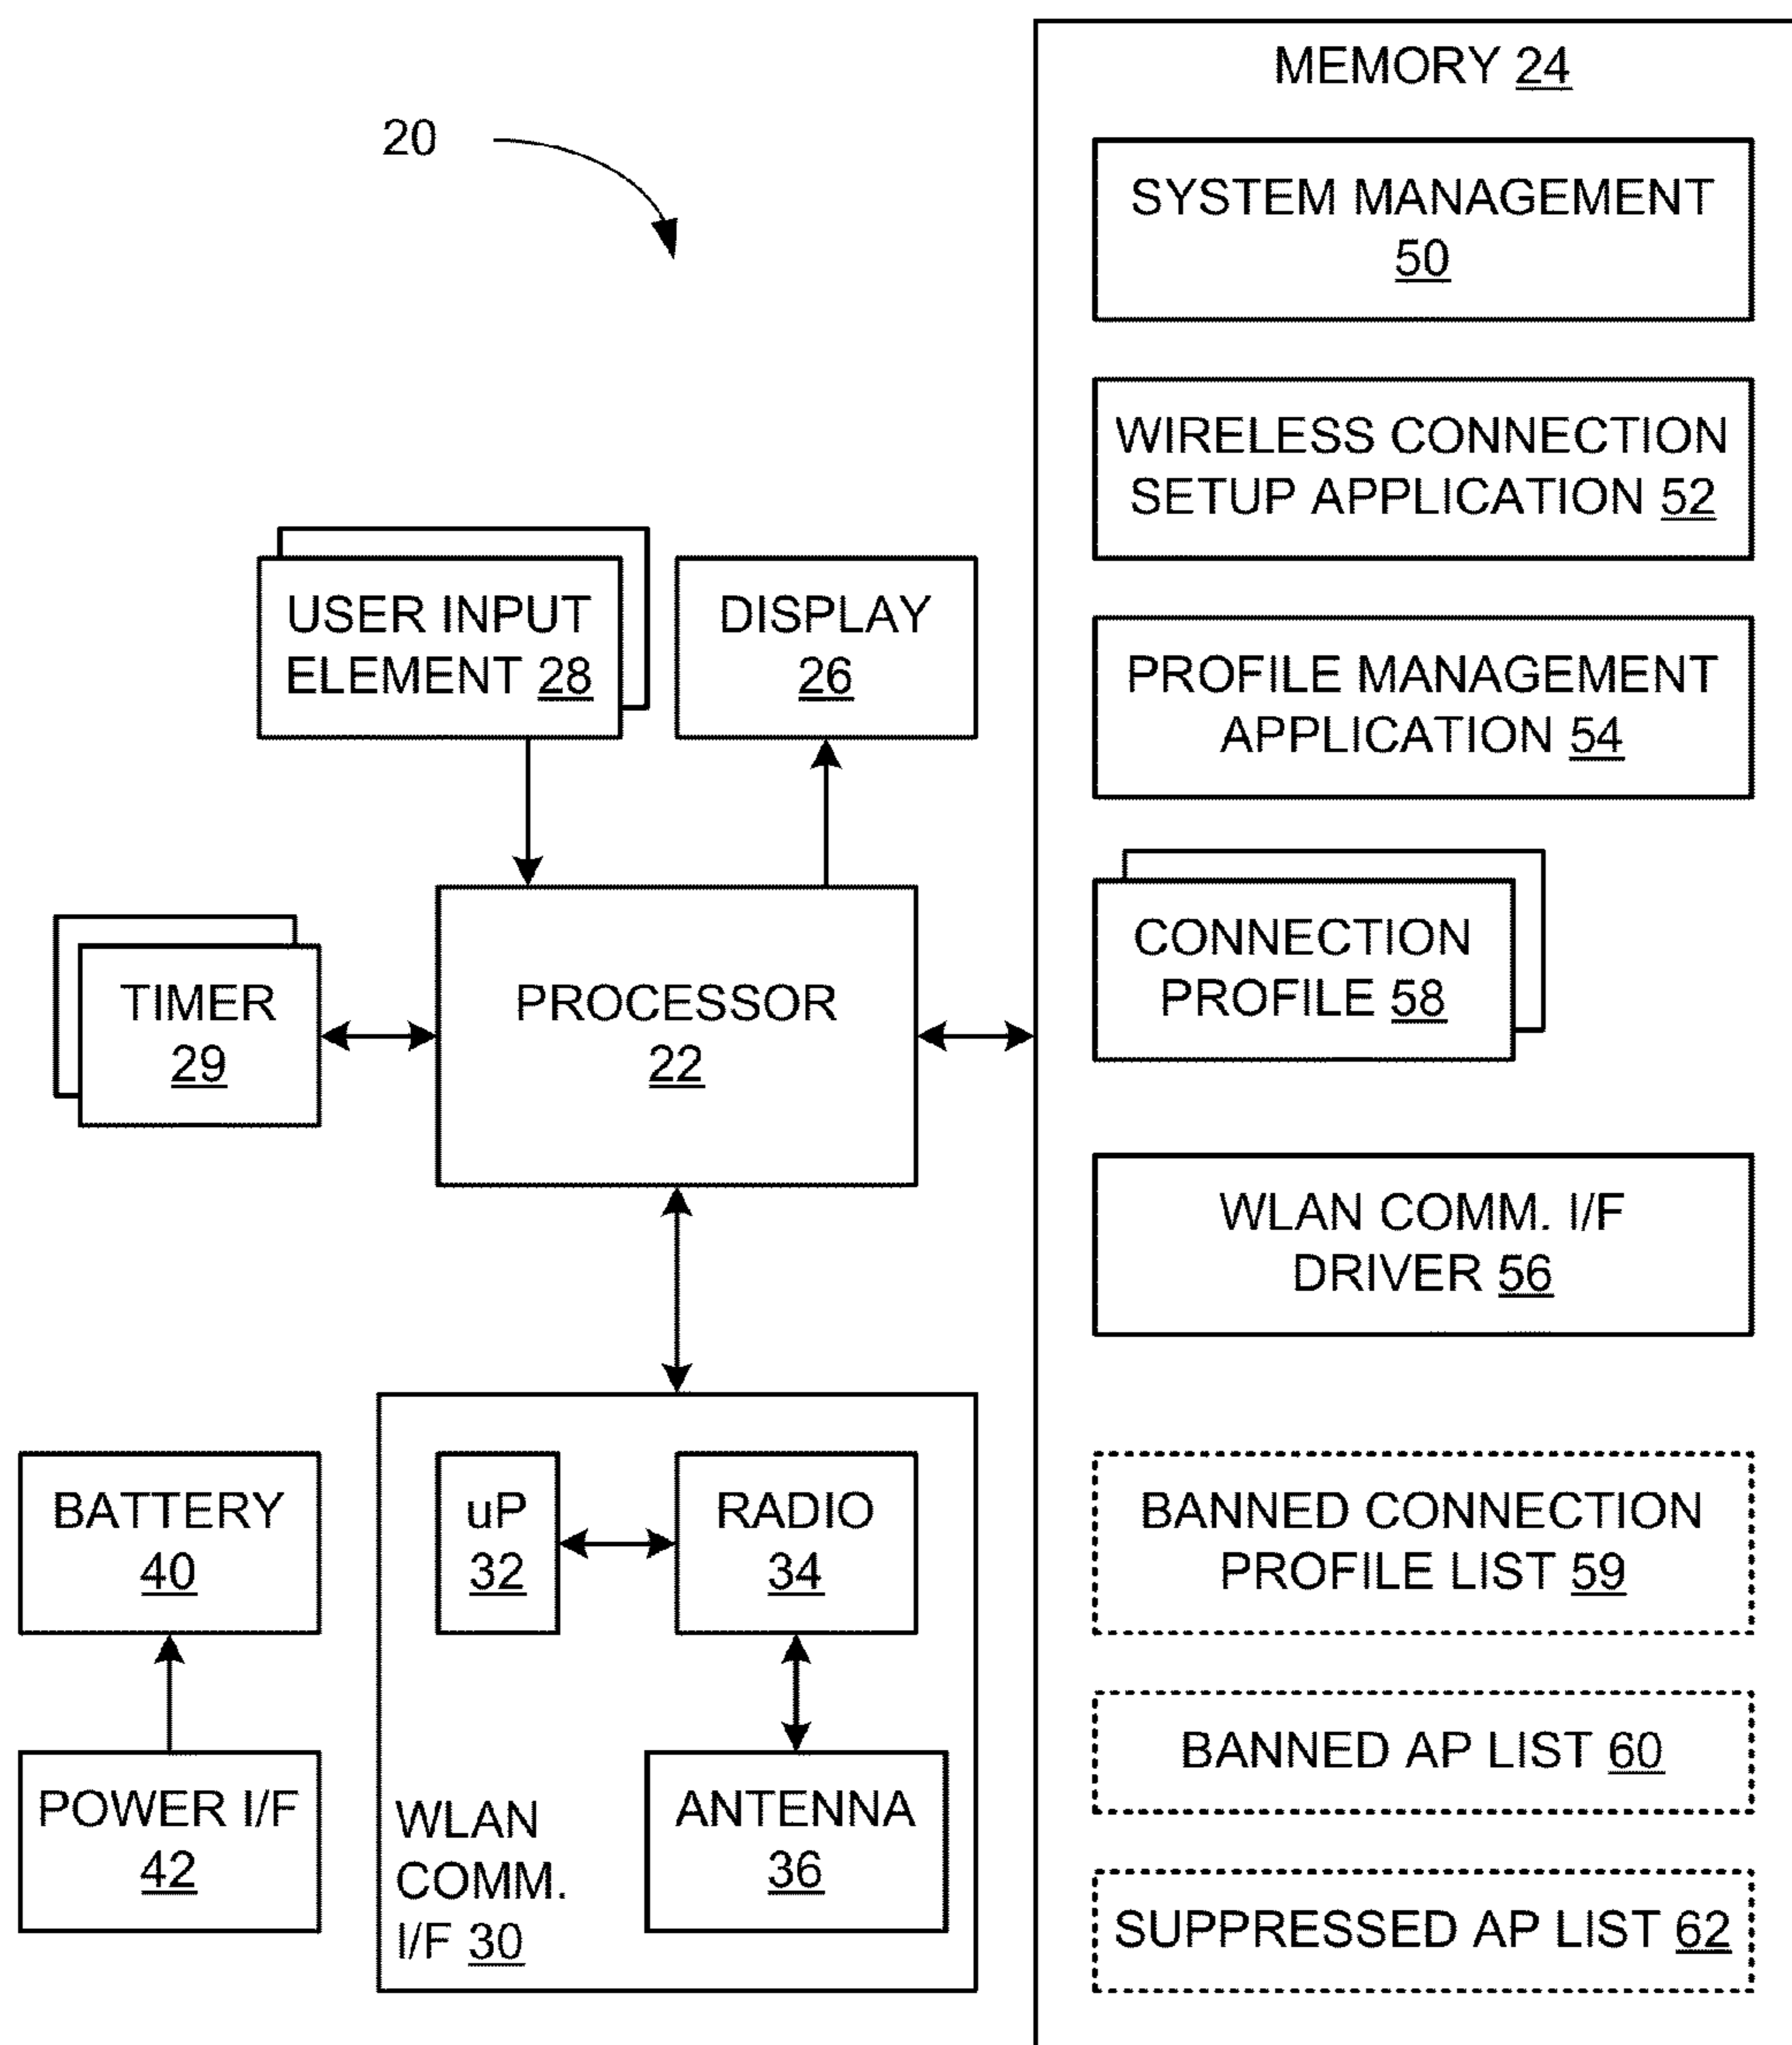 20
USER INPUT
ELEMENT 28
DISPLAY
26
TIMER
29
PROCESSOR
22
BATTERY
40
POWER I/F
42
uP
32
RADIO
34
ANTENNA
36
WLAN
COMM.
I/F 30
MEMORY 24
SYSTEM MANAGEMENT
50
WIRELESS CONNECTION
SETUP APPLICATION 52
PROFILE MANAGEMENT
APPLICATION 54
CONNECTION
PROFILE 58
WLAN COMM. I/F
DRIVER 56
BANNED CONNECTION
PROFILE LIST 59
BANNED AP LIST 60
SUPPRESSED AP LIST 62